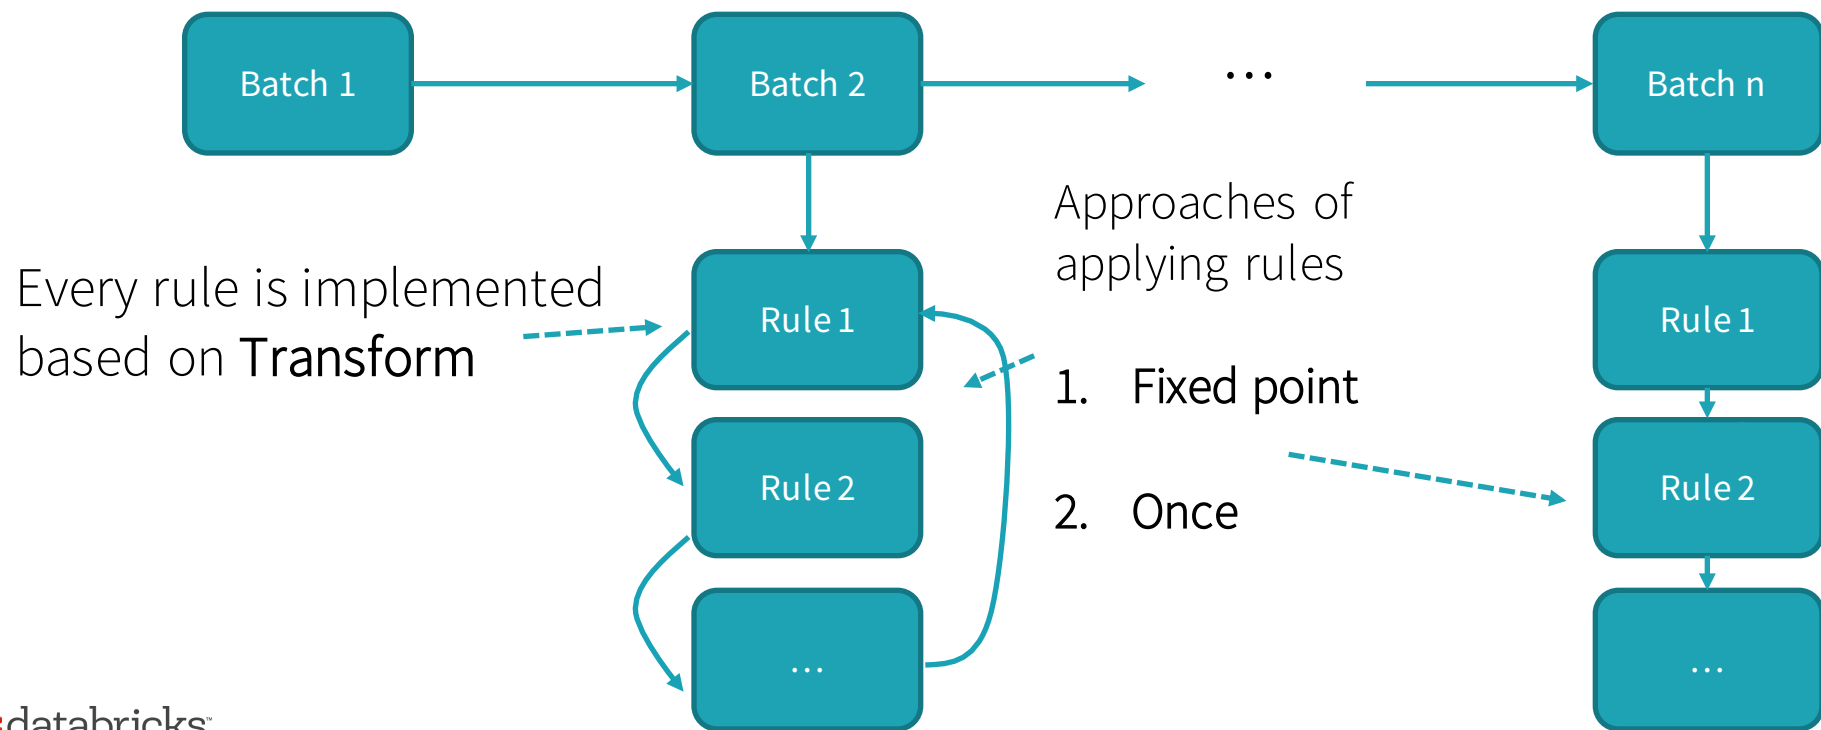 Batch 1
Batch 2
…
Batch n
Every rule is implemented
based on Transform
Rule 1
Rule 2
…
Approaches of
applying rules
1. Fixed point
2. Once
Rule 1
Rule 2
…
databricks™